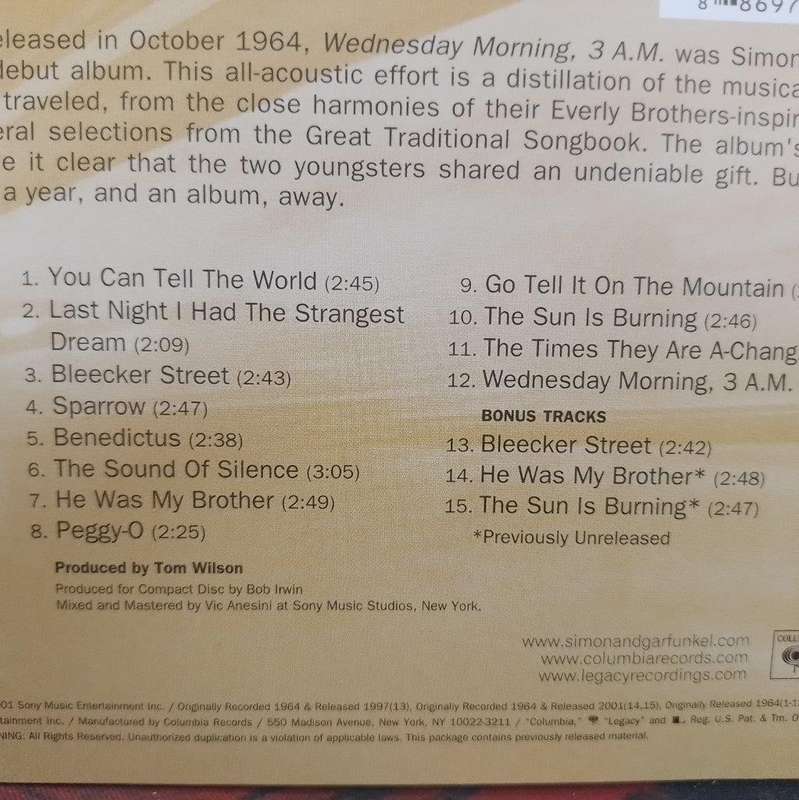 8 8697
eleased in October 1964, Wednesday Morning, 3 A.M. was Simon
debut album. This all-acoustic effort is a distillation of the musica
traveled, from the close harmonies of their Everly Brothers-inspir
eral selections from the Great Traditional Songbook. The album's
e it clear that the two youngsters shared an undeniable gift. Bu
a year, and an album, away.
1. You Can Tell The World (2:45)
2. Last Night I Had The Strangest
Dream (2:09)
3. Bleecker Street (2:43)
4. Sparrow (2:47)
5. Benedictus (2:38)
6. The Sound Of Silence (3:05)
7. He Was My Brother (2:49)
8. Peggy-O (2:25)
9. Go Tell It On The Mountain (
10. The Sun Is Burning (2:46)
11. The Times They Are A-Chang
12. Wednesday Morning, 3 A.M.
BONUS TRACKS
13. Bleecker Street (2:42)
14. He Was My Brother* (2:48)
15. The Sun Is Burning* (2:47)
*Previously Unreleased
Produced by Tom Wilson
Produced for Compact Disc by Bob Irwin
Mixed and Mastered by Vic Anesini at Sony Music Studios, New York.
www.simonandgarfunkel.com
www.columbiarecords.com
www.legacyrecordings.com
COLU
01 Sony Music Entertainment Inc. / Originally Recorded 1964 & Released 1997(13), Originally Recorded 1964 & Released 2001(14,15), Originally Released 1964(1-1
tainment Inc. / Manufactured by Columbia Records / 550 Madison Avenue, New York, NY 10022-3211 / "Columbia," "Legacy" and Reg. U.S. Pat. & Tm. O
NING: All Rights Reserved. Unauthorized duplication is a violation of applicable laws. This package contains previously released material.